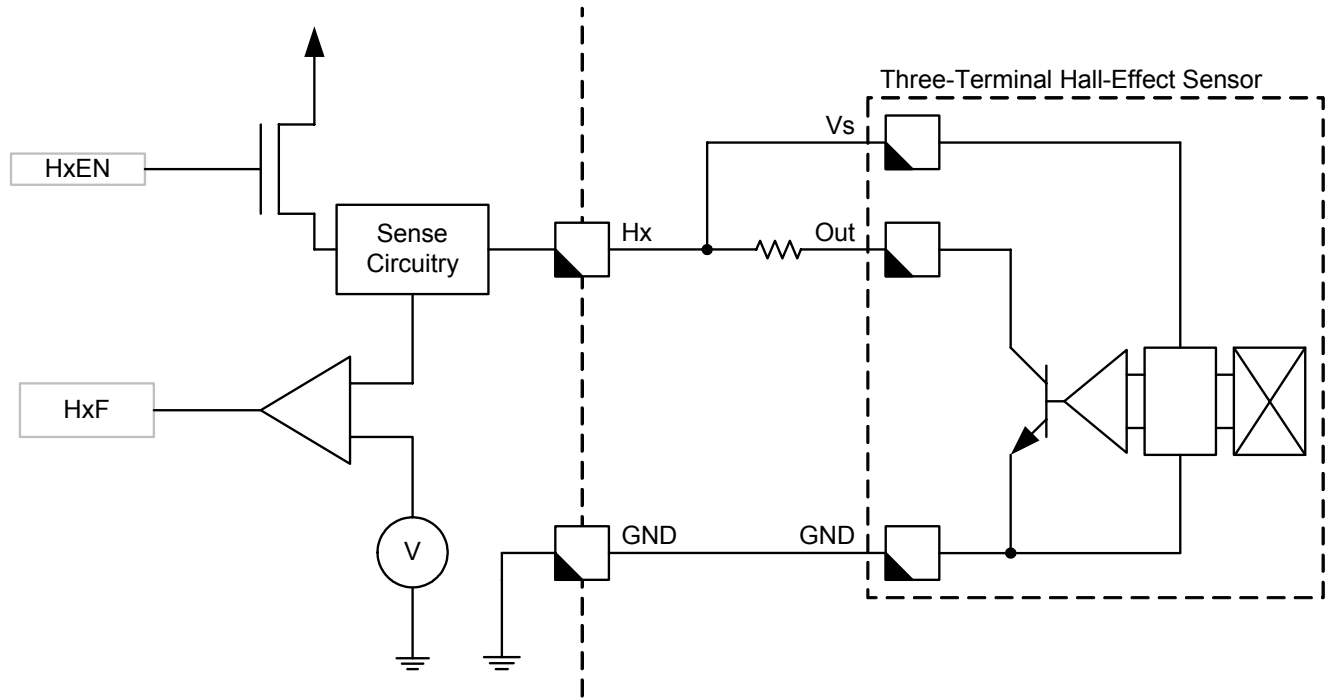 Three-Terminal Hall-Effect Sensor
Vs
HxEN
Sense
Circuitry
Hx
Out
HxF
GND
GND
V